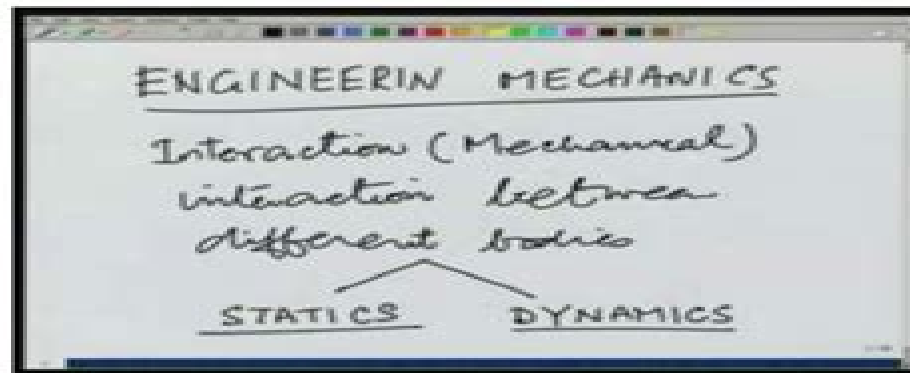 ENGINEERIN MECHANICS
Interaction (Mechanical)
interaction between
different bodies
STATICS DYNAMICS